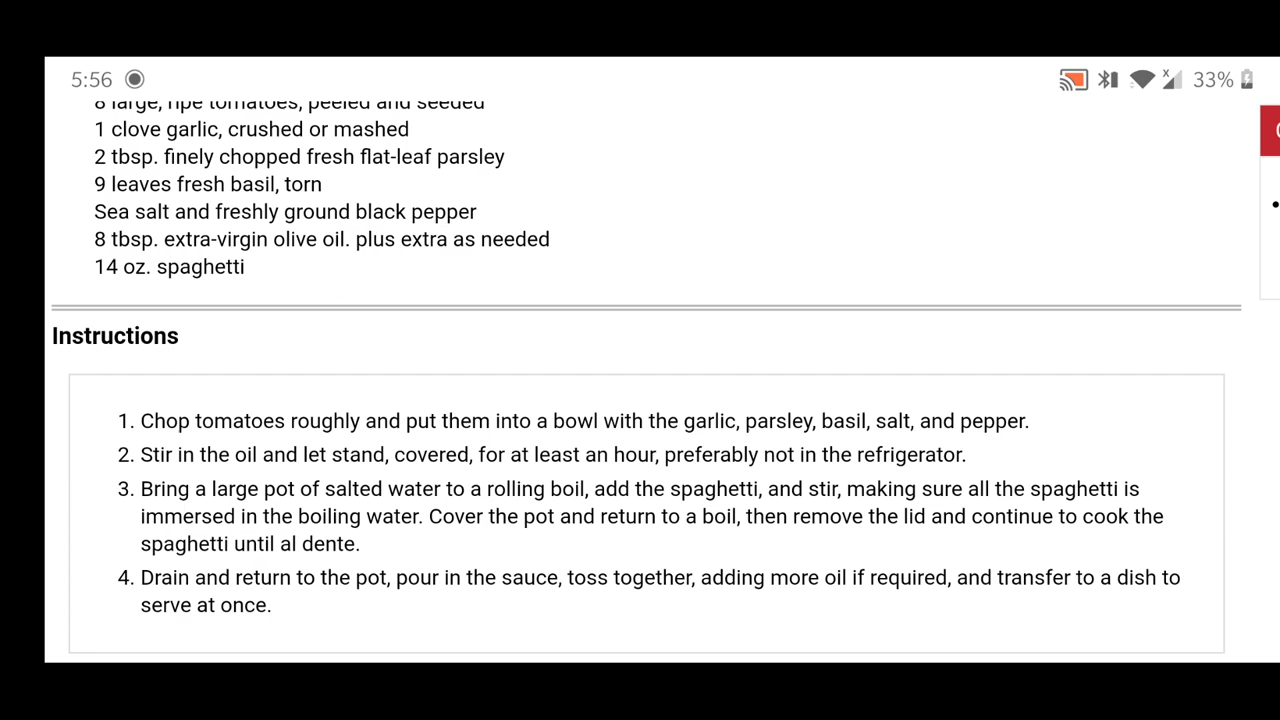 5:56 33%
8 large, ripe tomatoes, peeled and seeded
1 clove garlic, crushed or mashed
2 tbsp. finely chopped fresh flat-leaf parsley
9 leaves fresh basil, torn
Sea salt and freshly ground black pepper
8 tbsp. extra-virgin olive oil. plus extra as needed
14 oz. spaghetti
Instructions
1. Chop tomatoes roughly and put them into a bowl with the garlic, parsley, basil, salt, and pepper.
2. Stir in the oil and let stand, covered, for at least an hour, preferably not in the refrigerator.
3. Bring a large pot of salted water to a rolling boil, add the spaghetti, and stir, making sure all the spaghetti is
immersed in the boiling water. Cover the pot and return to a boil, then remove the lid and continue to cook the
spaghetti until al dente.
4. Drain and return to the pot, pour in the sauce, toss together, adding more oil if required, and transfer to a dish to
serve at once.